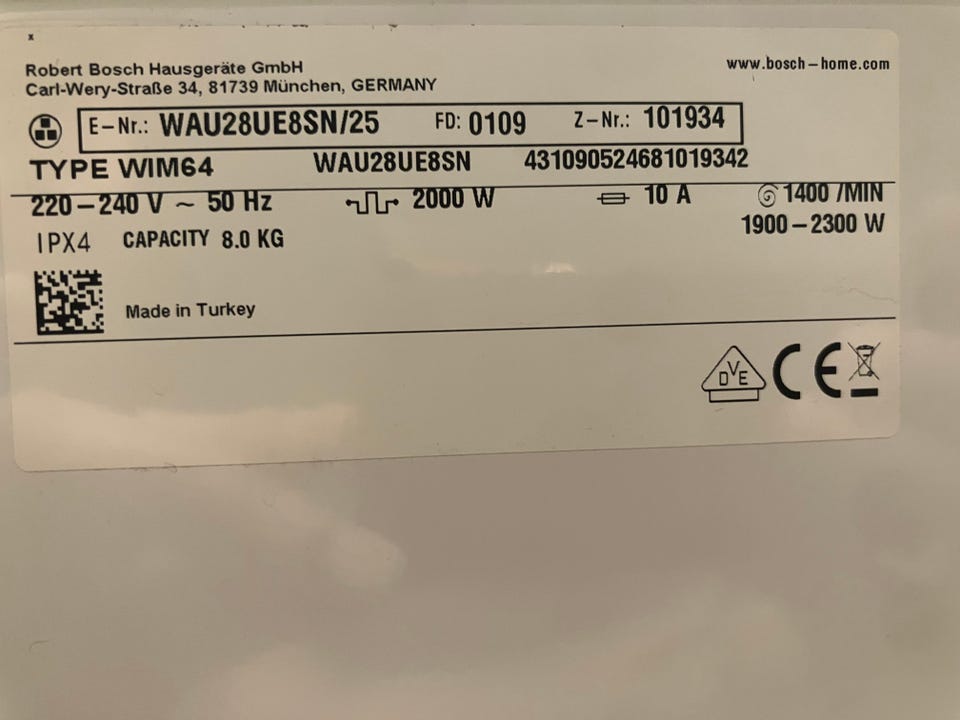 x
Robert Bosch Hausgeräte GmbH www.bosch-home.com
Carl-Wery-Straße 34, 81739 München, GERMANY
E-Nr.: WAU28UE8SN/25 FD: 0109 Z-Nr.: 101934
TYPE WIM64 WAU28UE8SN 431090524681019342
220-240 V ~ 50 Hz 2000 W 10 A 1400 /MIN
1900-2300 W
IPX4 CAPACITY 8.0 KG
Made in Turkey
DVE CE